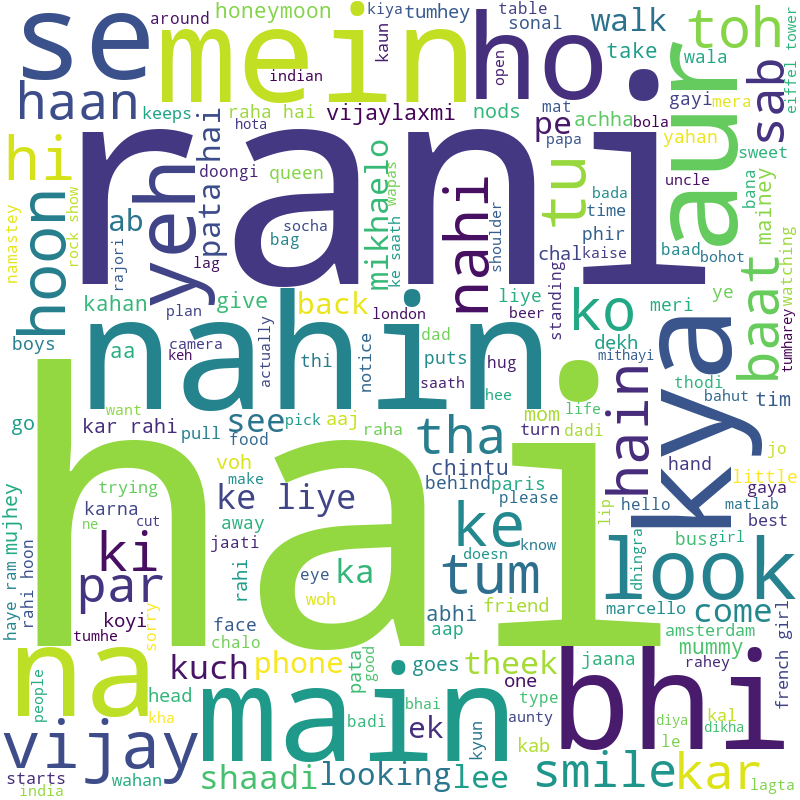 around
honeymoon
kiya
tumhey
table
sonal
walk
toh
se
mein
ho.
kaun
indian
open
take
wala
eiffel tower
haan
keeps
raha hai
vijaylaxmi
nods
mat
gayi
mera
aur
sab
hota
pe
achha
bola
papa
yahan
sweet
hi
rani
yeh
pata hai
doongi
queen
mikhaelo
wapas
nahi
tu
bada
uncle
bana
mainey
namastey
rock show
hoon
ab
rajori
socha
bag
ke saath
shoulder
time
phir
chal
kaise
baad
bohot
watching
lag
baat
kahan
give
back
liye
standing
ko
meri
ye
tumharey
plan
london
beer
boys
aa
nahin
camera
keh
actually
thi
notice
dad
puts
saath
hug
hee
dekh
mithayi
kya
thodi
bahut
tim
go
want
kar rahi
see
pull
pick
aaj
food
raha
mom
turn
life
dadi
hain
jo
hai.
voh
tha
hand
little
trying
make
chintu
behind
paris
please
lip
hello
matlab
gaya
best
karna
ne
cut
ke liye
away
ke
doesn
know
dhingra
bus
girl
haye ram
mujhey
rahi hoon
ki
jaati
eye
ka
look
par
rahi
woh
tum
friend
marcello
come
koyi
tumhe
sorry
face
chalo
abhi
aap
amsterdam
mummy
french girl
na
kuch
phone
pata
good
goes
theek
jaana
rahey
people
head
main
bhai
one
type
bhi
kha
badi
ek
kyun
aunty
diya
kal
dikha
vijay
kab
le
starts
wahan
shaadi
looking
lee
smile
kar
lagta
india